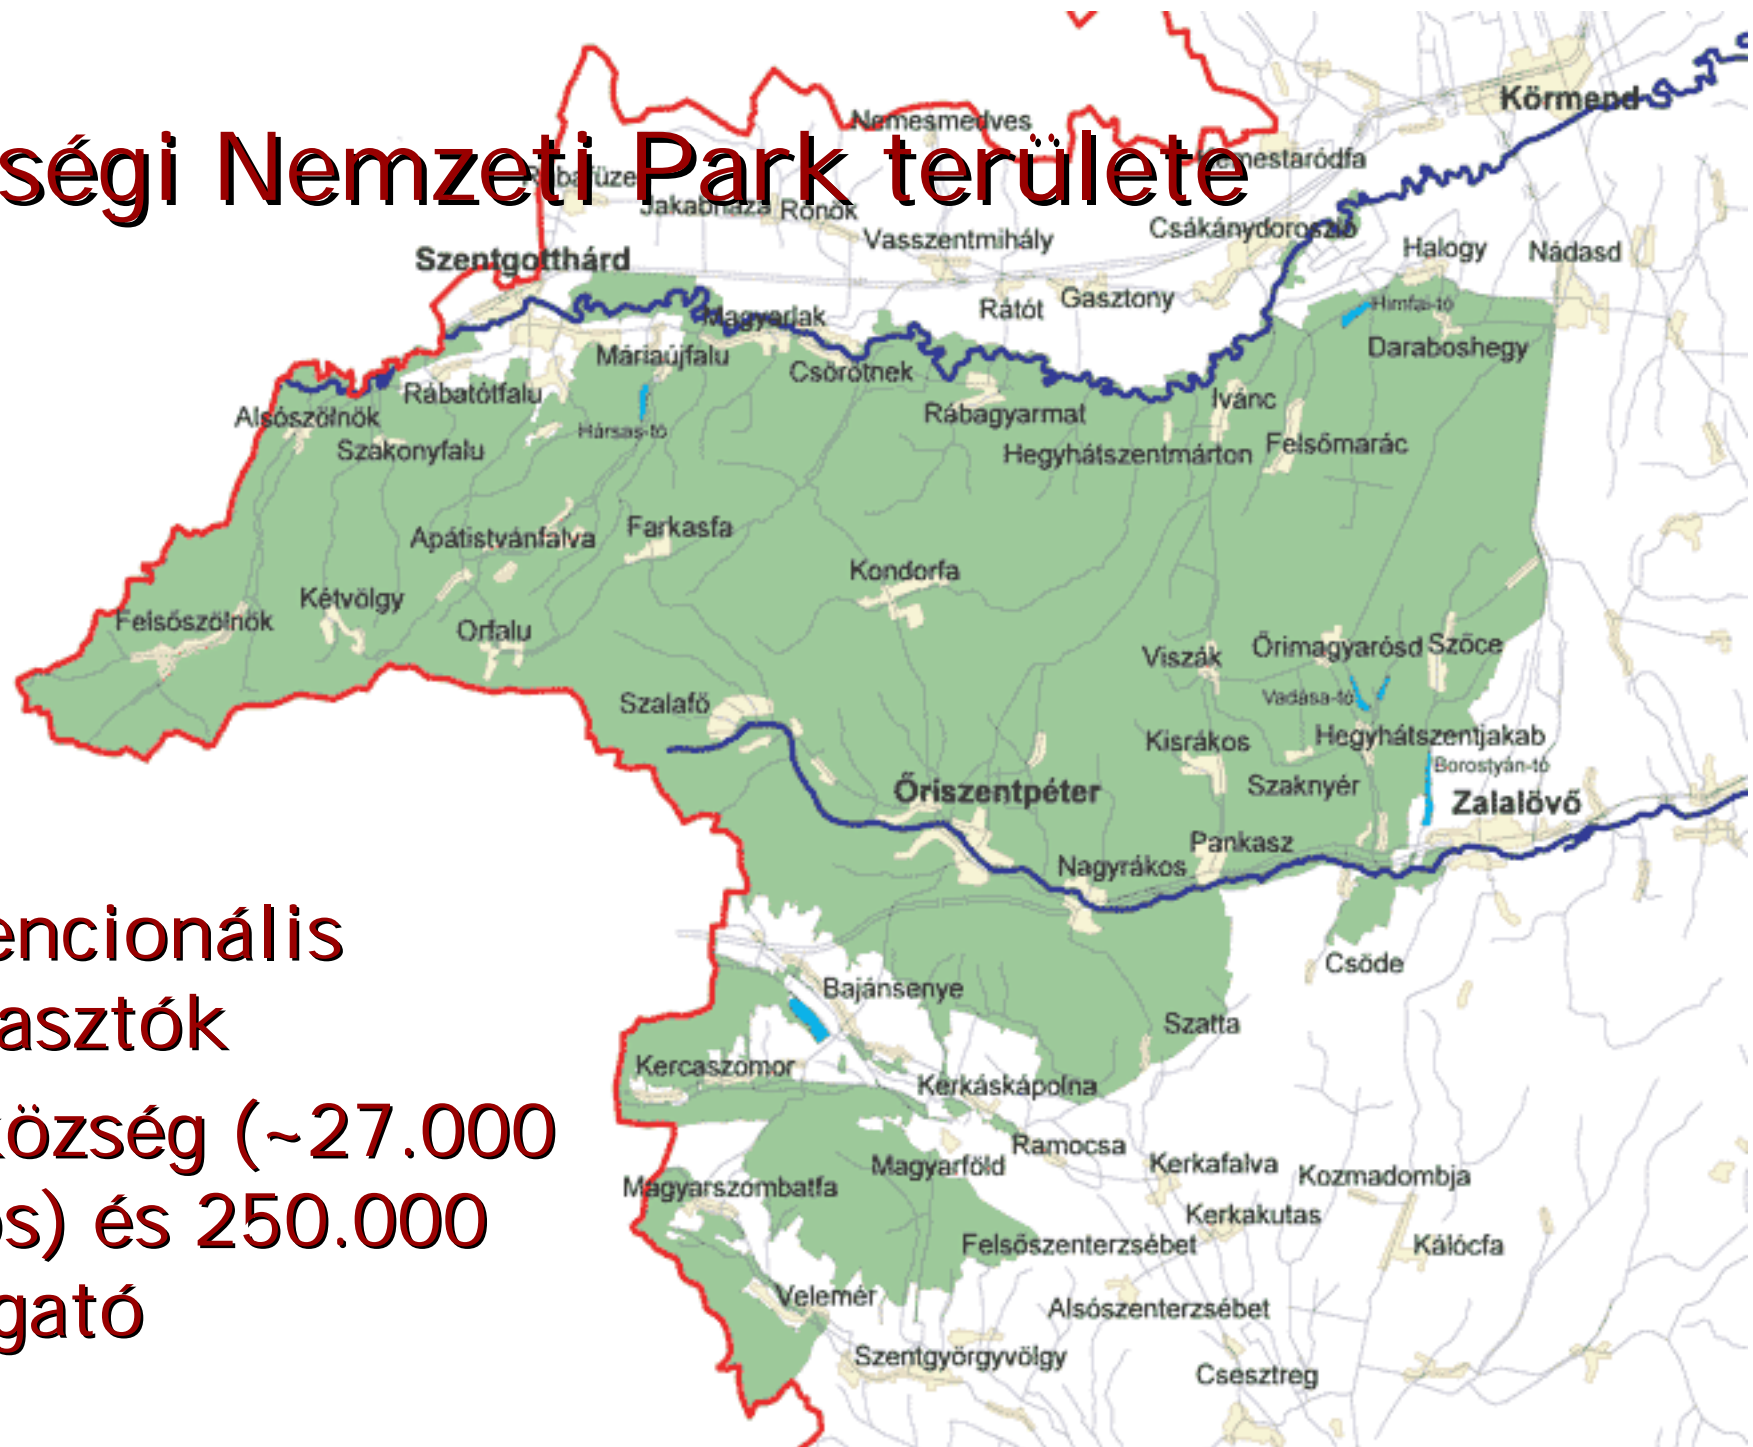 Körmend
Nemesmedves
Nemestaródfa
ségi Nemzeti Park területe
Rábafüze
Jakabháza Rönök
Csákánydoroszló
Vasszentmihály
Halogy
Nádasd
Szentgotthárd
Gasztony
Rátót
Himfai-tó
Magyarlak
Daraboshegy
Máriaújfalu
Csörötnek
Rábatótfalu
Ivánc
Rábagyarmat
Alsószölnök
Hársas-tó
Szakonyfalu
Hegyhátszentmárton
Felsőmarác
Farkasfa
Apátistvánfalva
Kondorfa
Kétvölgy
Felsőszölnök
Orfalu
Viszák
Őrimagyarósd
Szőce
Vadása-tó
Szalafő
Kisrákos
Hegyhátszentjakab
Borostyán-tó
Szaknyér
Őriszentpéter
Zalalövő
Pankasz
Nagyrákos
encionális
Csöde
Bajánsenye
asztók
Szatta
Kercaszomor
Kerkáskápolna
község (~27.000
Ramocsa
Magyarföld
Kerkafalva
Kozmadombja
Magyarszombatfa
os) és 250.000
Kerkakutas
Felsőszenterzsébet
Kálócfa
Velemér
gató
Alsószenterzsébet
Szentgyörgyvölgy
Csesztreg